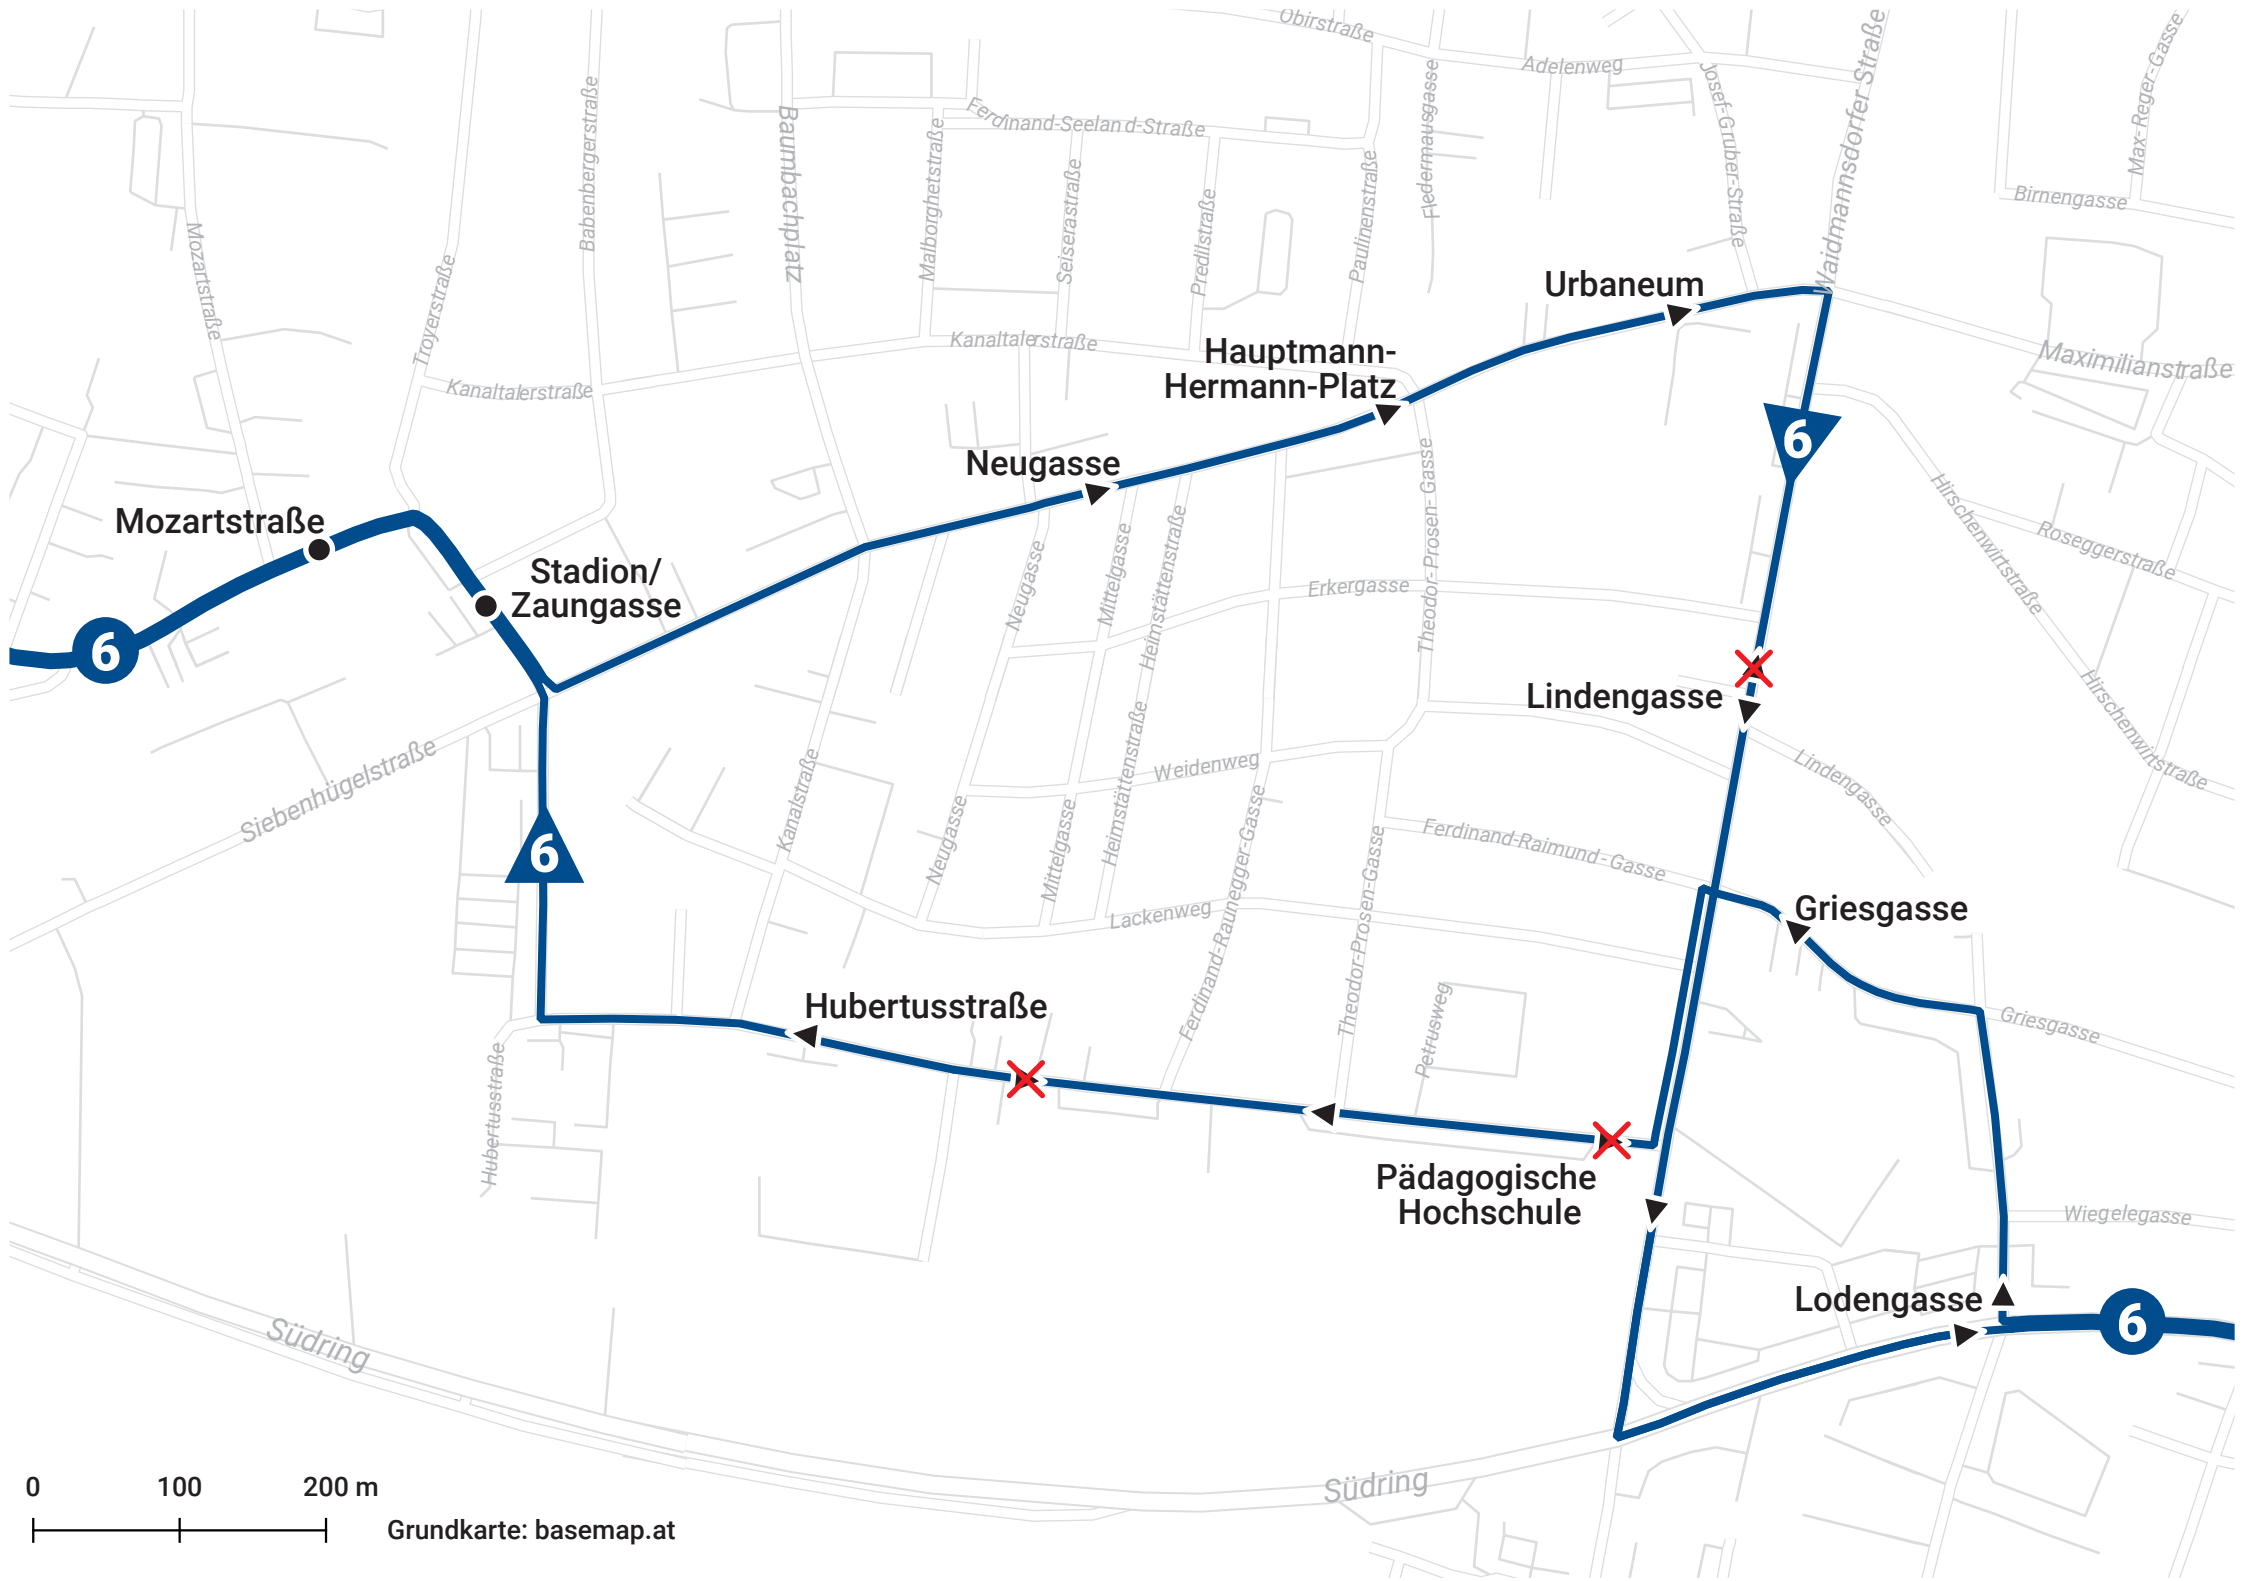 Obirstraße
Adelenweg
Waidmannsdorfer Straße
Max-Reger-Gasse
Josef-Gruber-Straße
Fledermausgasse
Babenbergerstraße
Baumbachplatz
Ferdinand-Seeland-Straße
Malborghetstraße
Seiserastraße
Predilstraße
Paulinenstraße
Birnengasse
Mozartstraße
Troyerstraße
Urbaneum
Kanaltalerstraße
Hauptmann-
Hermann-Platz
Maximilianstraße
Kanaltalerstraße
6
Neugasse
Theodor-Prosen-Gasse
Hirschenwirtstraße
Mozartstraße
Roseggerstraße
Stadion/
Zaungasse
Neugasse
Mittelgasse
Heimstättenstraße
Erkergasse
6
Lindengasse
Hirschenwirtstraße
Siebenhügelstraße
Kanalstraße
Heimstättenstraße
Weidenweg
Lindengasse
6
Neugasse
Mittelgasse
Ferdinand-Raunegger-Gasse
Theodor-Prosen-Gasse
Ferdinand-Raimund-Gasse
Lackenweg
Griesgasse
Hubertusstraße
Petrusweg
Griesgasse
Hubertusstraße
Pädagogische
Hochschule
Wiegelegasse
Lodengasse
6
Südring
Südring
0 100 200 m
Grundkarte: basemap.at